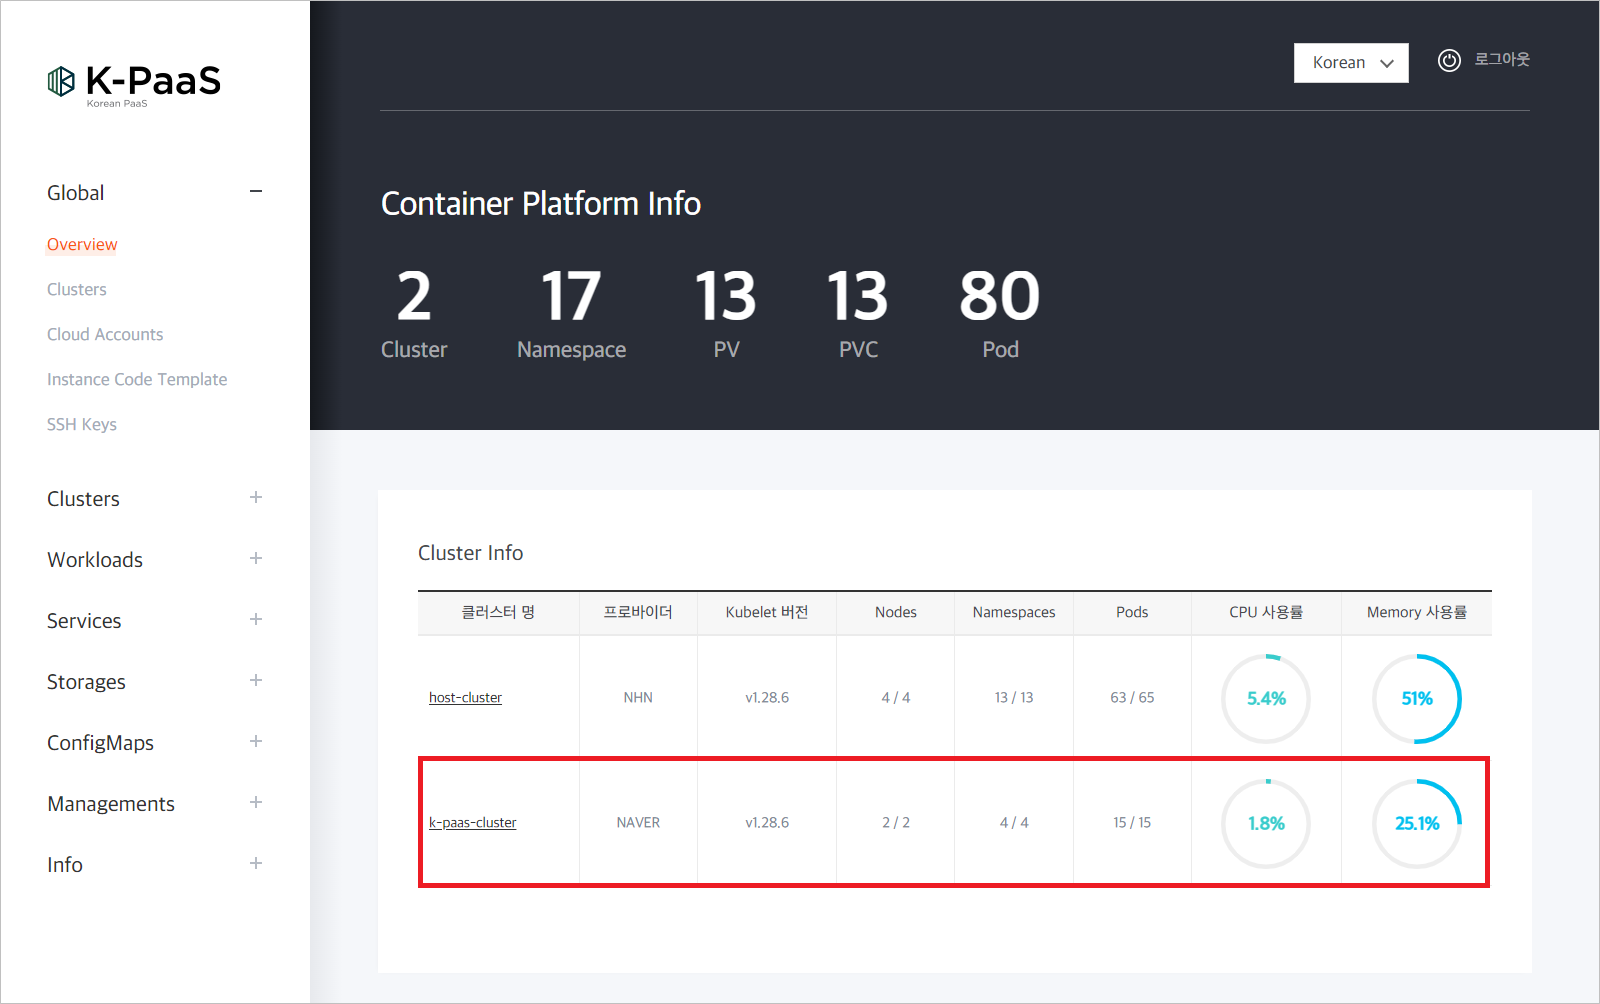 K-PaaS
Korean PaaS
Korean
로그아웃
Global
Overview
Clusters
Cloud Accounts
Instance Code Template
SSH Keys
Clusters
Workloads
Services
Storages
ConfigMaps
Managements
Info
Container Platform Info
2 17 13 13 80
Cluster Namespace PV PVC Pod
Cluster Info
클러스터 명 프로바이더 Kubelet 버전 Nodes Namespaces Pods CPU 사용률 Memory 사용률
host-cluster NHN v1.28.6 4 / 4 13 / 13 63 / 65 5.4% 51%
k-paas-cluster NAVER v1.28.6 2 / 2 4 / 4 15 / 15 1.8% 25.1%